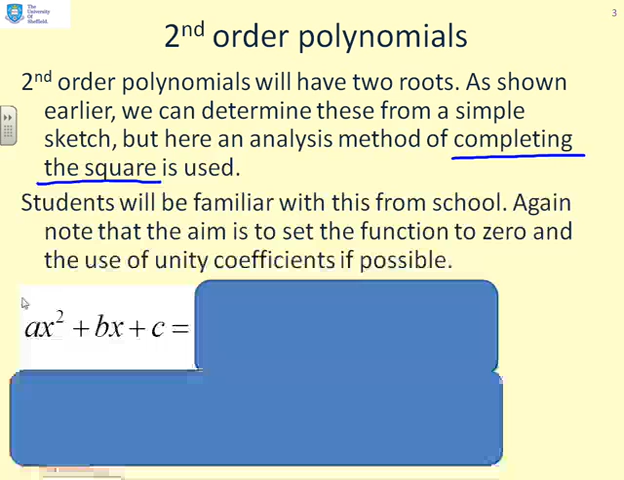 The
University
Of
Sheffield.
3
2nd order polynomials
2nd order polynomials will have two roots. As shown
earlier, we can determine these from a simple
sketch, but here an analysis method of completing
the square is used.
Students will be familiar with this from school. Again
note that the aim is to set the function to zero and
the use of unity coefficients if possible.
ax² + bx + c =